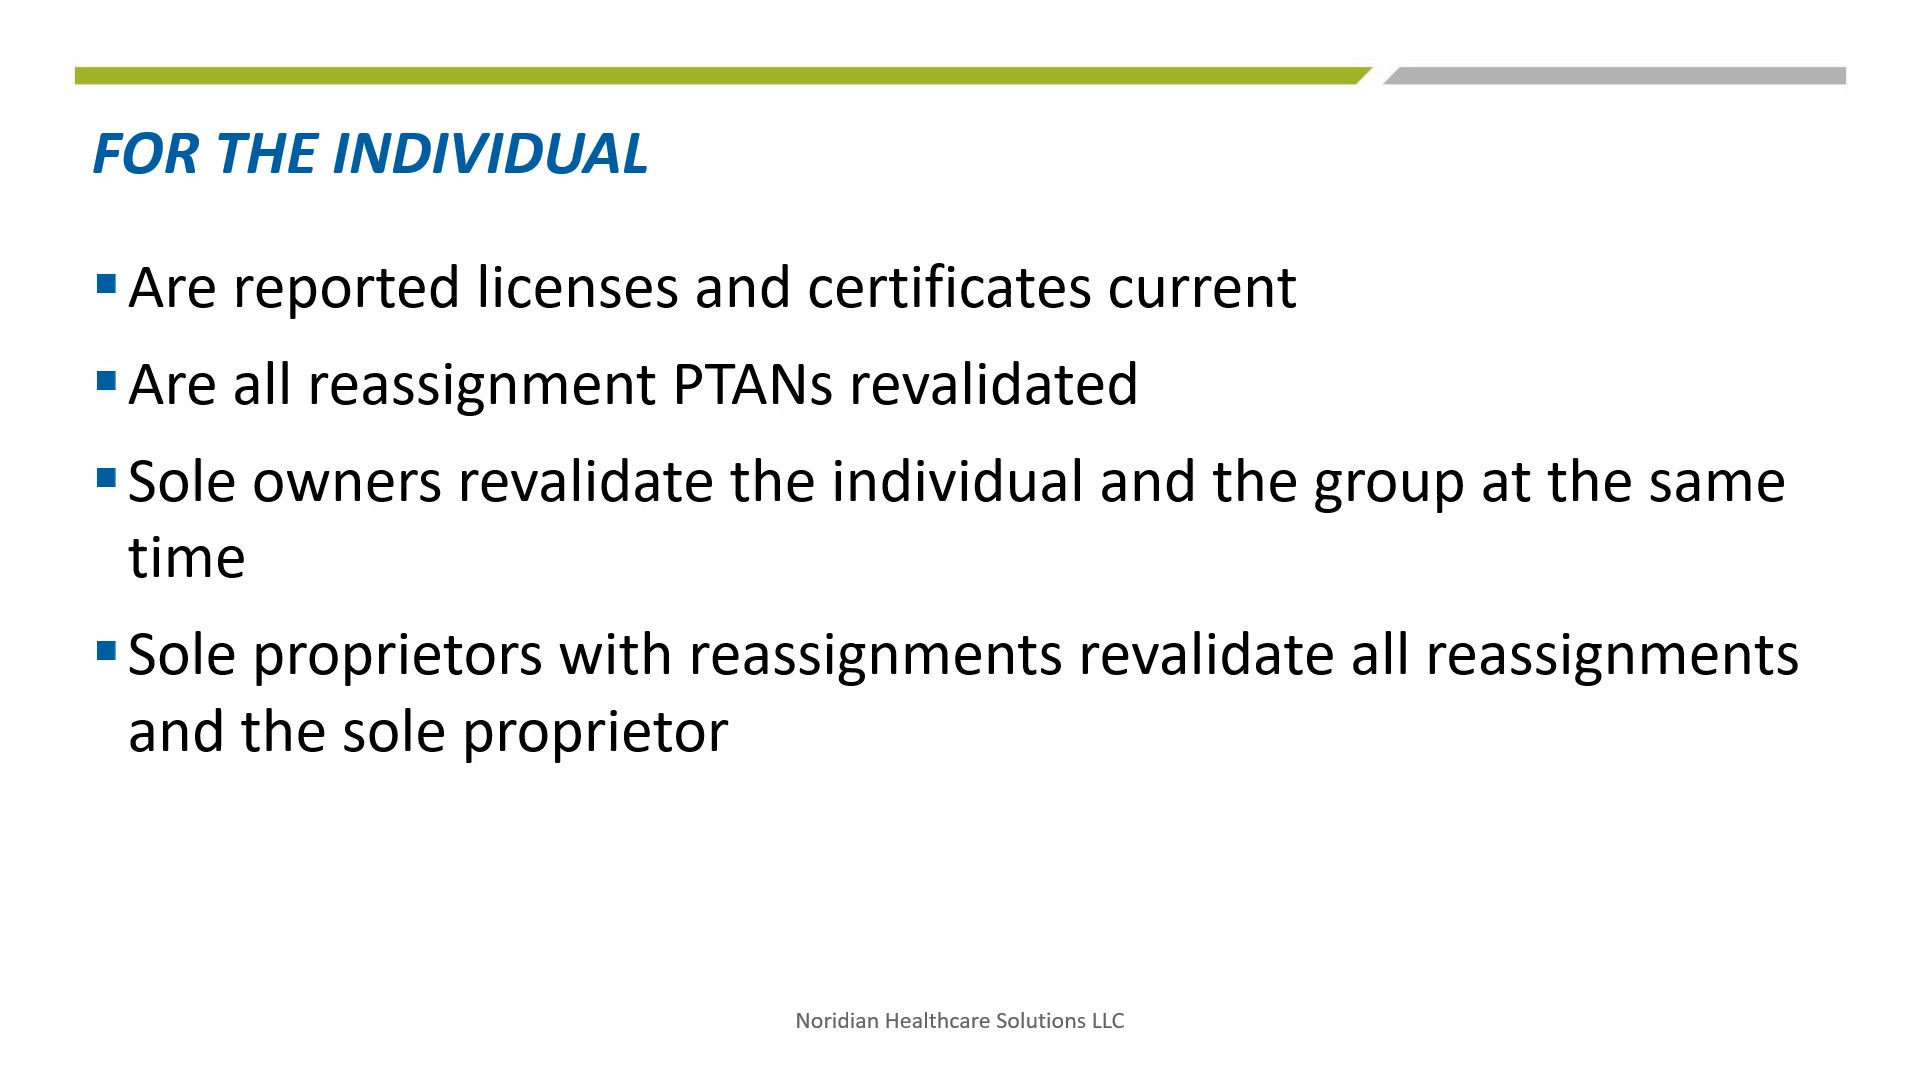 FOR THE INDIVIDUAL
Are reported licenses and certificates current
Are all reassignment PTANs revalidated
Sole owners revalidate the individual and the group at the same
time
Sole proprietors with reassignments revalidate all reassignments
and the sole proprietor
Noridian Healthcare Solutions LLC